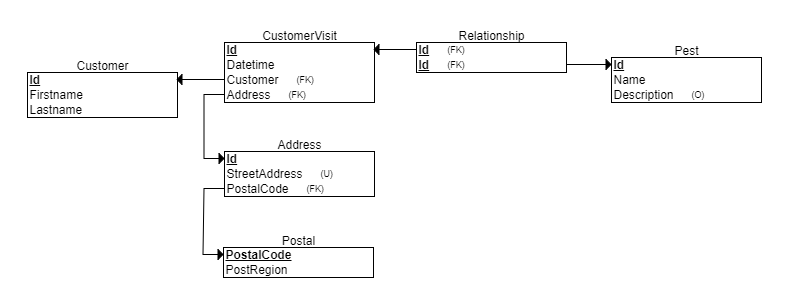 Customer
Id
Firstname
Lastname
CustomerVisit
Id
Datetime
Customer (FK)
Address (FK)
Relationship
Id (FK)
Id (FK)
Pest
Id
Name
Description (O)
Address
Id
StreetAddress (U)
PostalCode (FK)
Postal
PostalCode
PostRegion